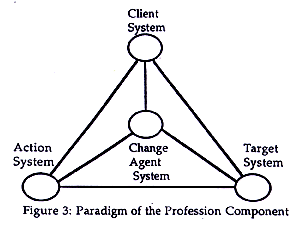 Client
System
Action
System
Change
Agent
System
Target
System
Figure 3: Paradigm of the Profession Component